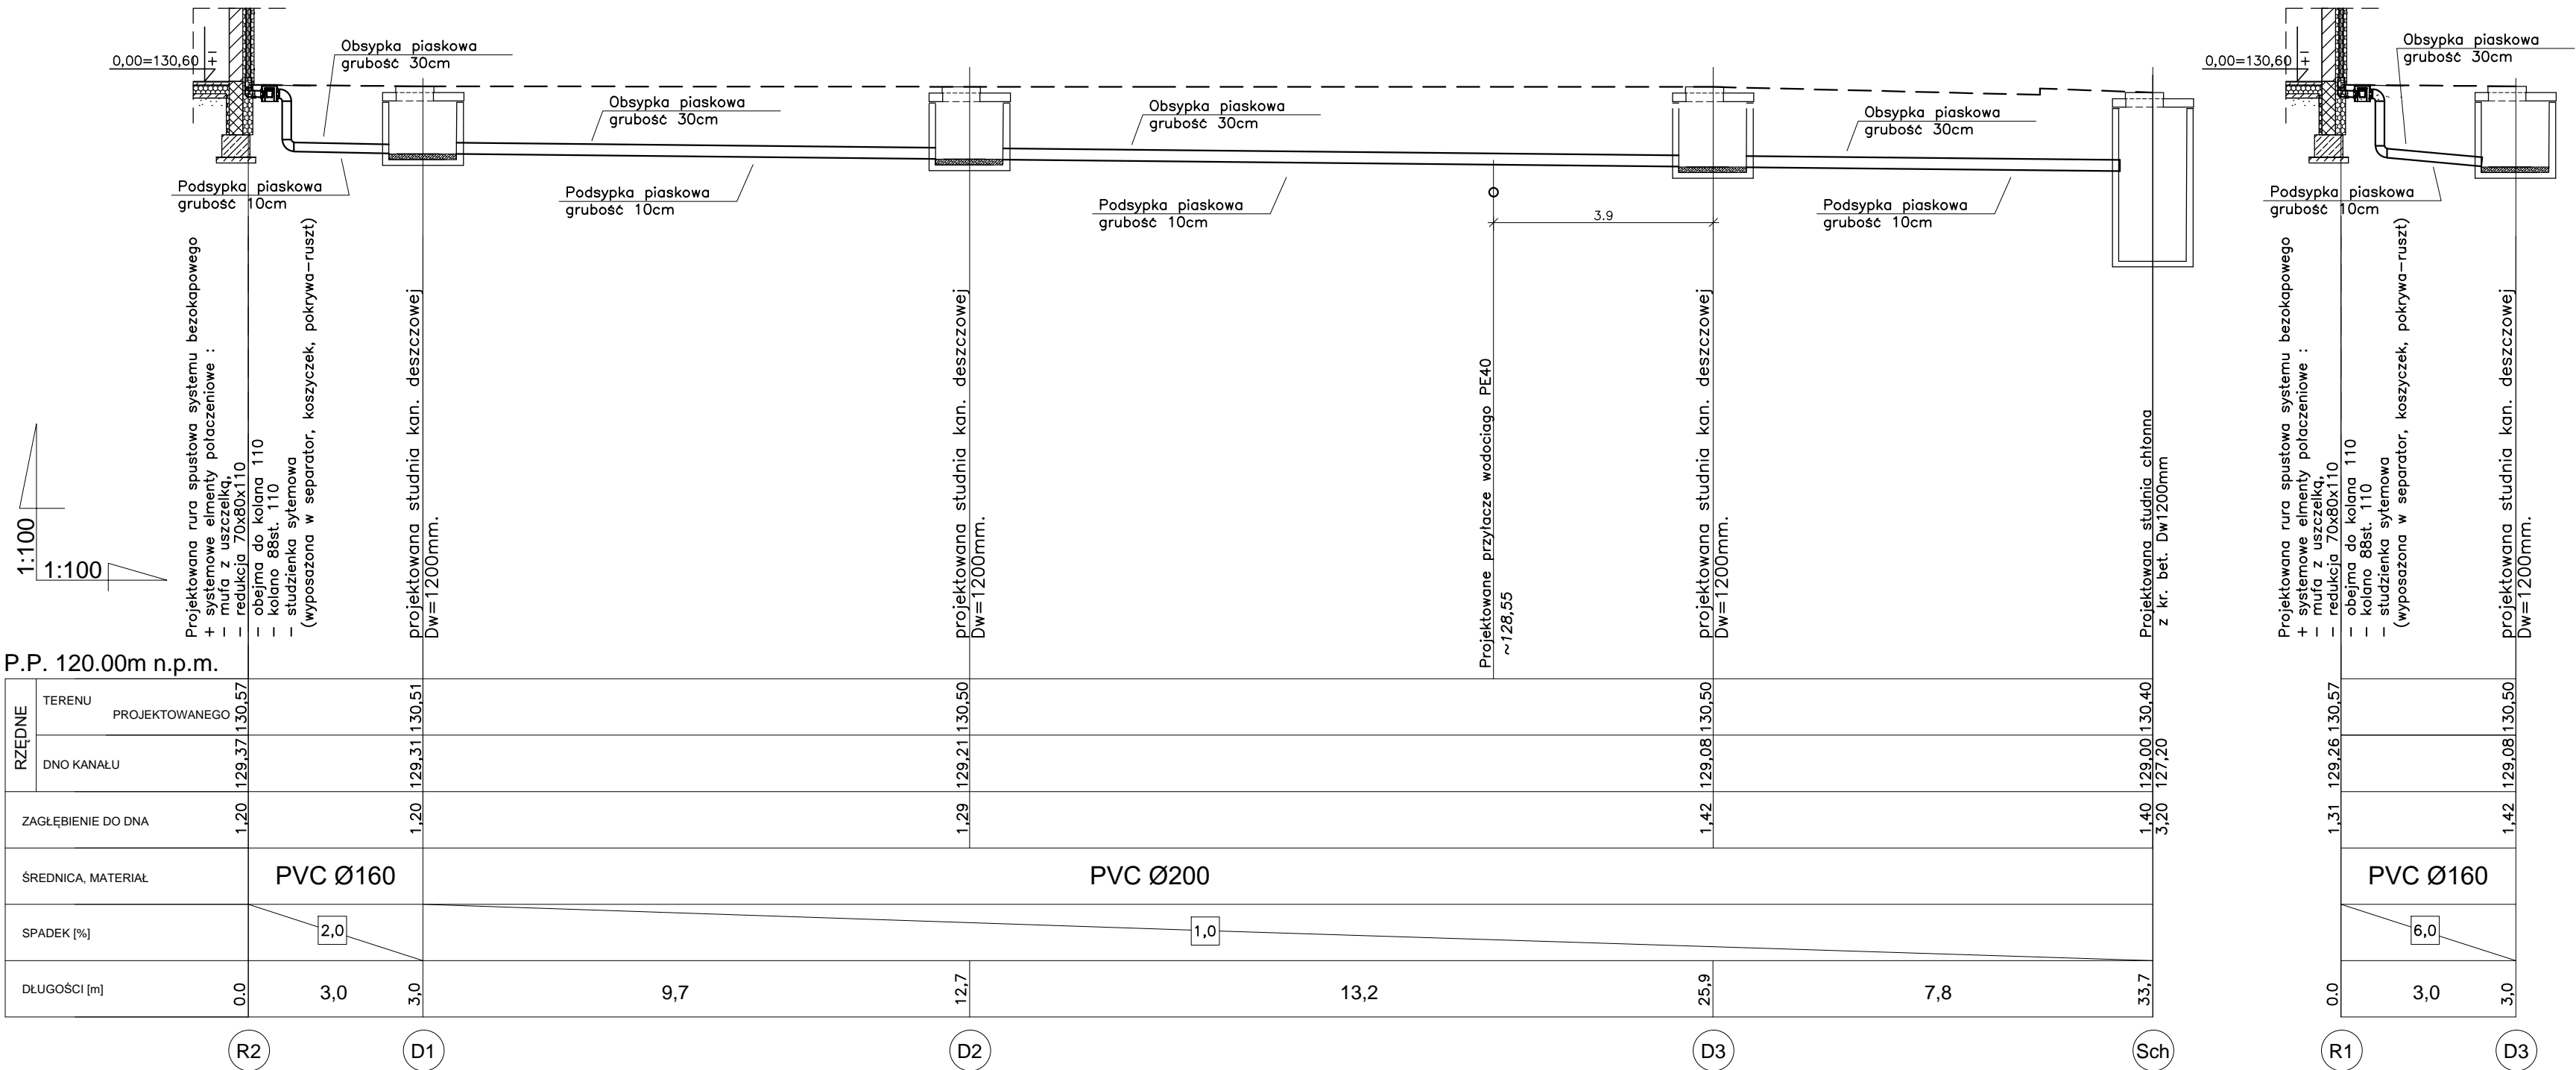 0,00=130,60
Obsypka piaskowa
grubość 30cm
Podsypka piaskowa
grubość 10cm
Obsypka piaskowa
grubość 30cm
Podsypka piaskowa
grubość 10cm
Obsypka piaskowa
grubość 30cm
Podsypka piaskowa
grubość 10cm
3.9
Obsypka piaskowa
grubość 30cm
Podsypka piaskowa
grubość 10cm
0,00=130,60
Obsypka piaskowa
grubość 30cm
Podsypka piaskowa
grubość 10cm
1:100
1:100
Projektowana rura spustowa systemu bezokapowego
+ systemowe elmenty połaczeniowe :
– mufa z uszczelką,
– redukcja 70x80x110
– obejma do kolana 110
– kolano 88st. 110
– studzienka sytemowa
(wyposażona w separator, koszyczek, pokrywa–ruszt)
projektowana studnia kan. deszczowej
Dw=1200mm.
projektowana studnia kan. deszczowej
Dw=1200mm.
Projektowane przyłacze wodociago PE40
~128,55
projektowana studnia kan. deszczowej
Dw=1200mm.
Projektowana studnia chłonna
z kr. bet. Dw1200mm
Projektowana rura spustowa systemu bezokapowego
+ systemowe elmenty połaczeniowe :
– mufa z uszczelką,
– redukcja 70x80x110
– obejma do kolana 110
– kolano 88st. 110
– studzienka sytemowa
(wyposażona w separator, koszyczek, pokrywa–ruszt)
projektowana studnia kan. deszczowej
Dw=1200mm.
P.P. 120.00m n.p.m.
RZĘDNE
TERENU
PROJEKTOWANEGO
130,57 130,51 130,50 130,50 130,40 130,57 130,50
DNO KANAŁU 129,37 129,31 129,21 129,08 129,00 127,20 129,26 129,08
ZAGŁĘBIENIE DO DNA 1,20 1,20 1,29 1,42 1,40 3,20 1,31 1,42
ŚREDNICA, MATERIAŁ PVC Ø160 PVC Ø200 PVC Ø160
SPADEK [%] 2,0 1,0 6,0
DŁUGOŚCI [m] 0.0 3,0 3,0 9,7 12,7 13,2 25,9 7,8 33,7 0.0 3,0 3,0
R2 D1 D2 D3 Sch R1 D3